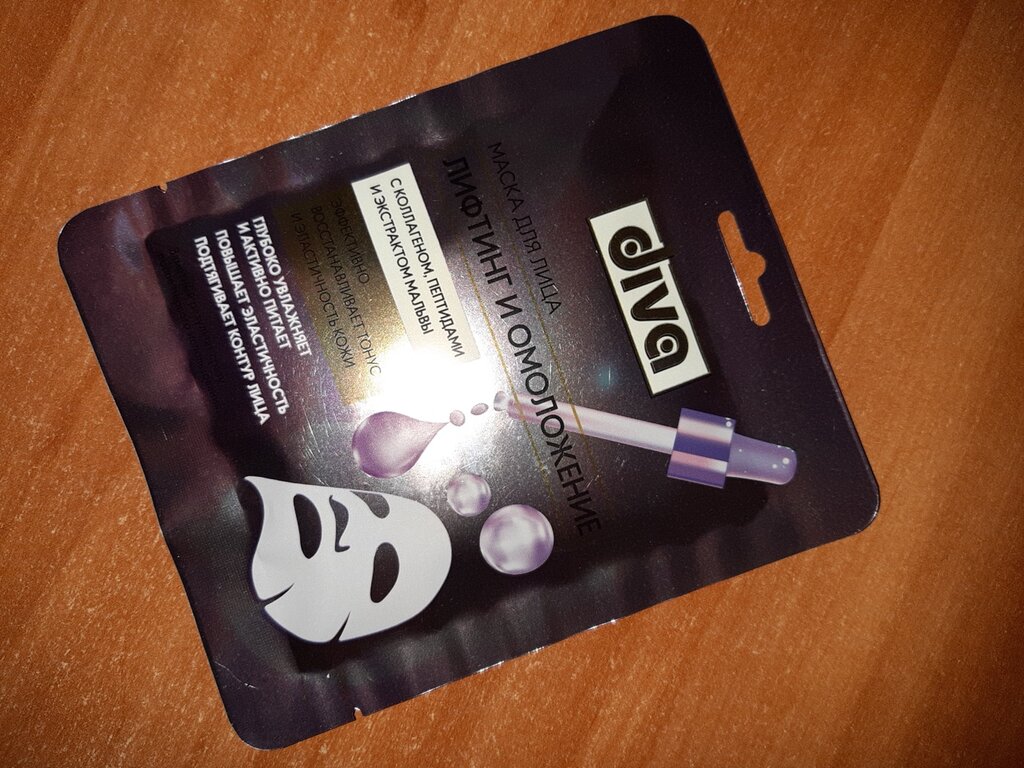 diva
МАСКА ДЛЯ ЛИЦА
ЛИФТИНГ И ОМОЛОЖЕНИЕ
С КОЛЛАГЕНОМ, ПЕПТИДАМИ
И ЭКСТРАКТОМ МАЛЬВЫ
ЭФФЕКТИВНО
ВОССТАНАВЛИВАЕТ ТОНУС
И ЭЛАСТИЧНОСТЬ КОЖИ
ГЛУБОКО УВЛАЖНЯЕТ
И АКТИВНО ПИТАЕТ
ПОВЫШАЕТ ЭЛАСТИЧНОСТЬ
ПОДТЯГИВАЕТ КОНТУР ЛИЦА